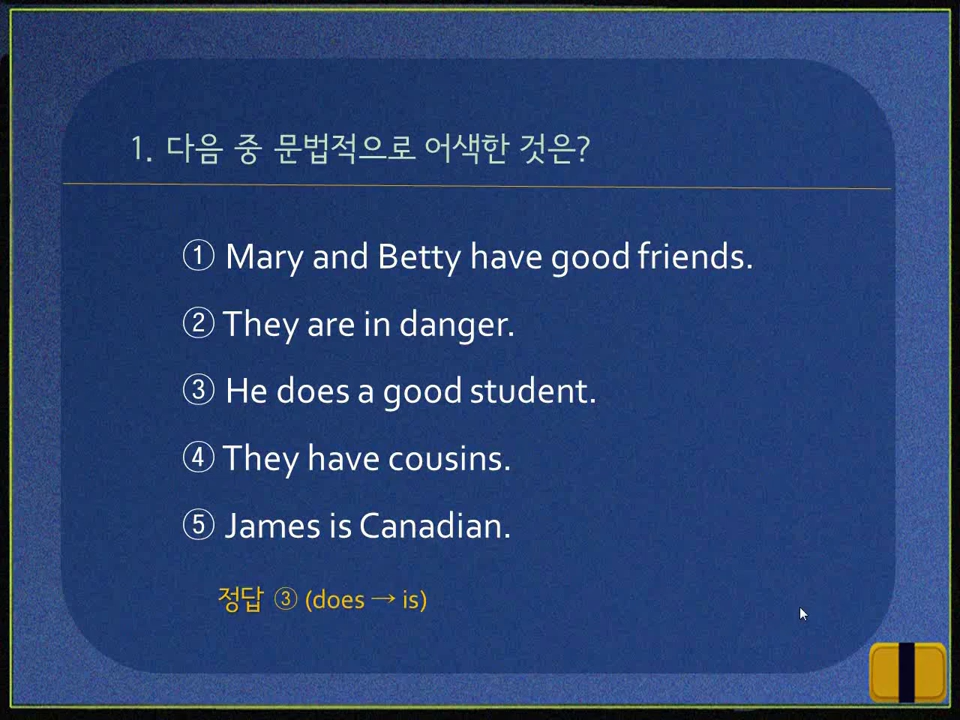 1. 다음 중 문법적으로 어색한 것은?
① Mary and Betty have good friends.
② They are in danger.
③ He does a good student.
④ They have cousins.
⑤ James is Canadian.
정답 ③ (does → is)